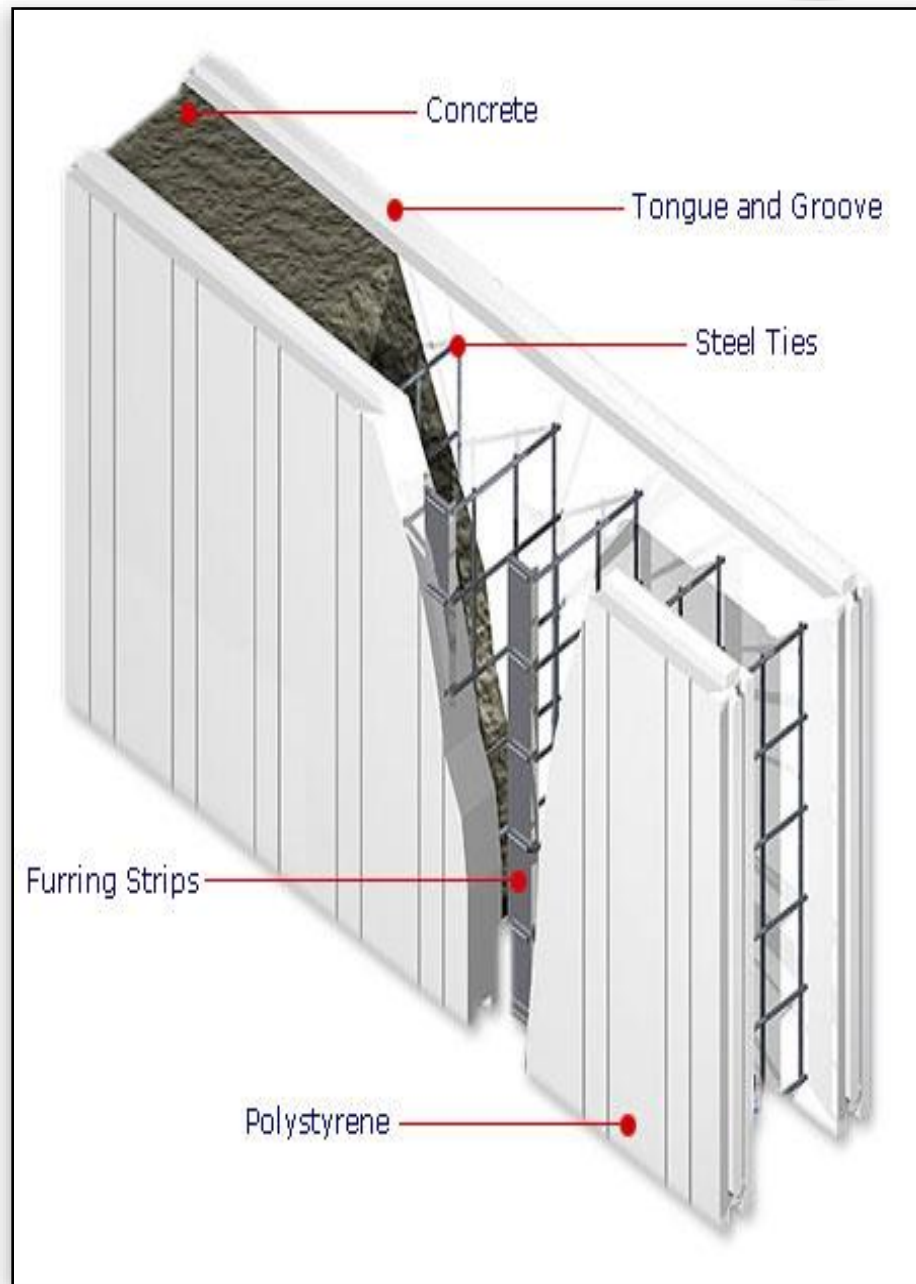 Concrete
Tongue and Groove
Steel Ties
Furring Strips
Polystyrene